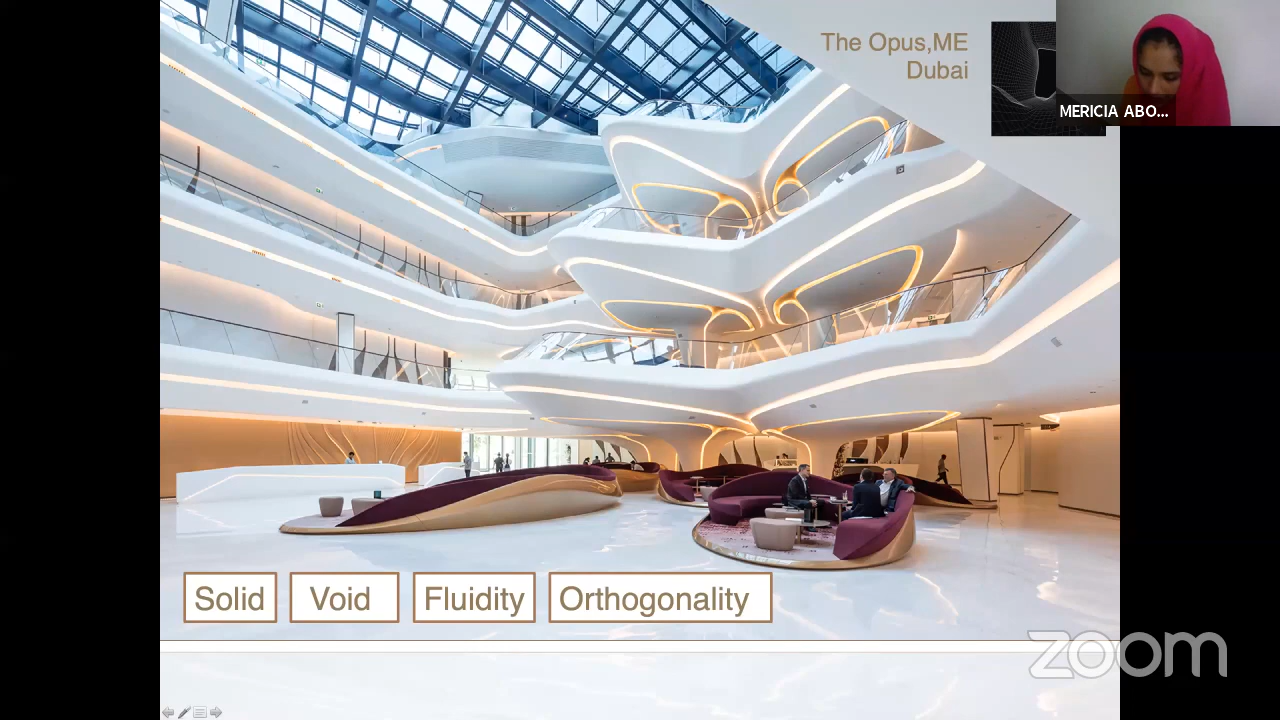 The Opus,ME
Dubai
MERICIA ABO...
Solid
Void
Fluidity
Orthogonality
zoom